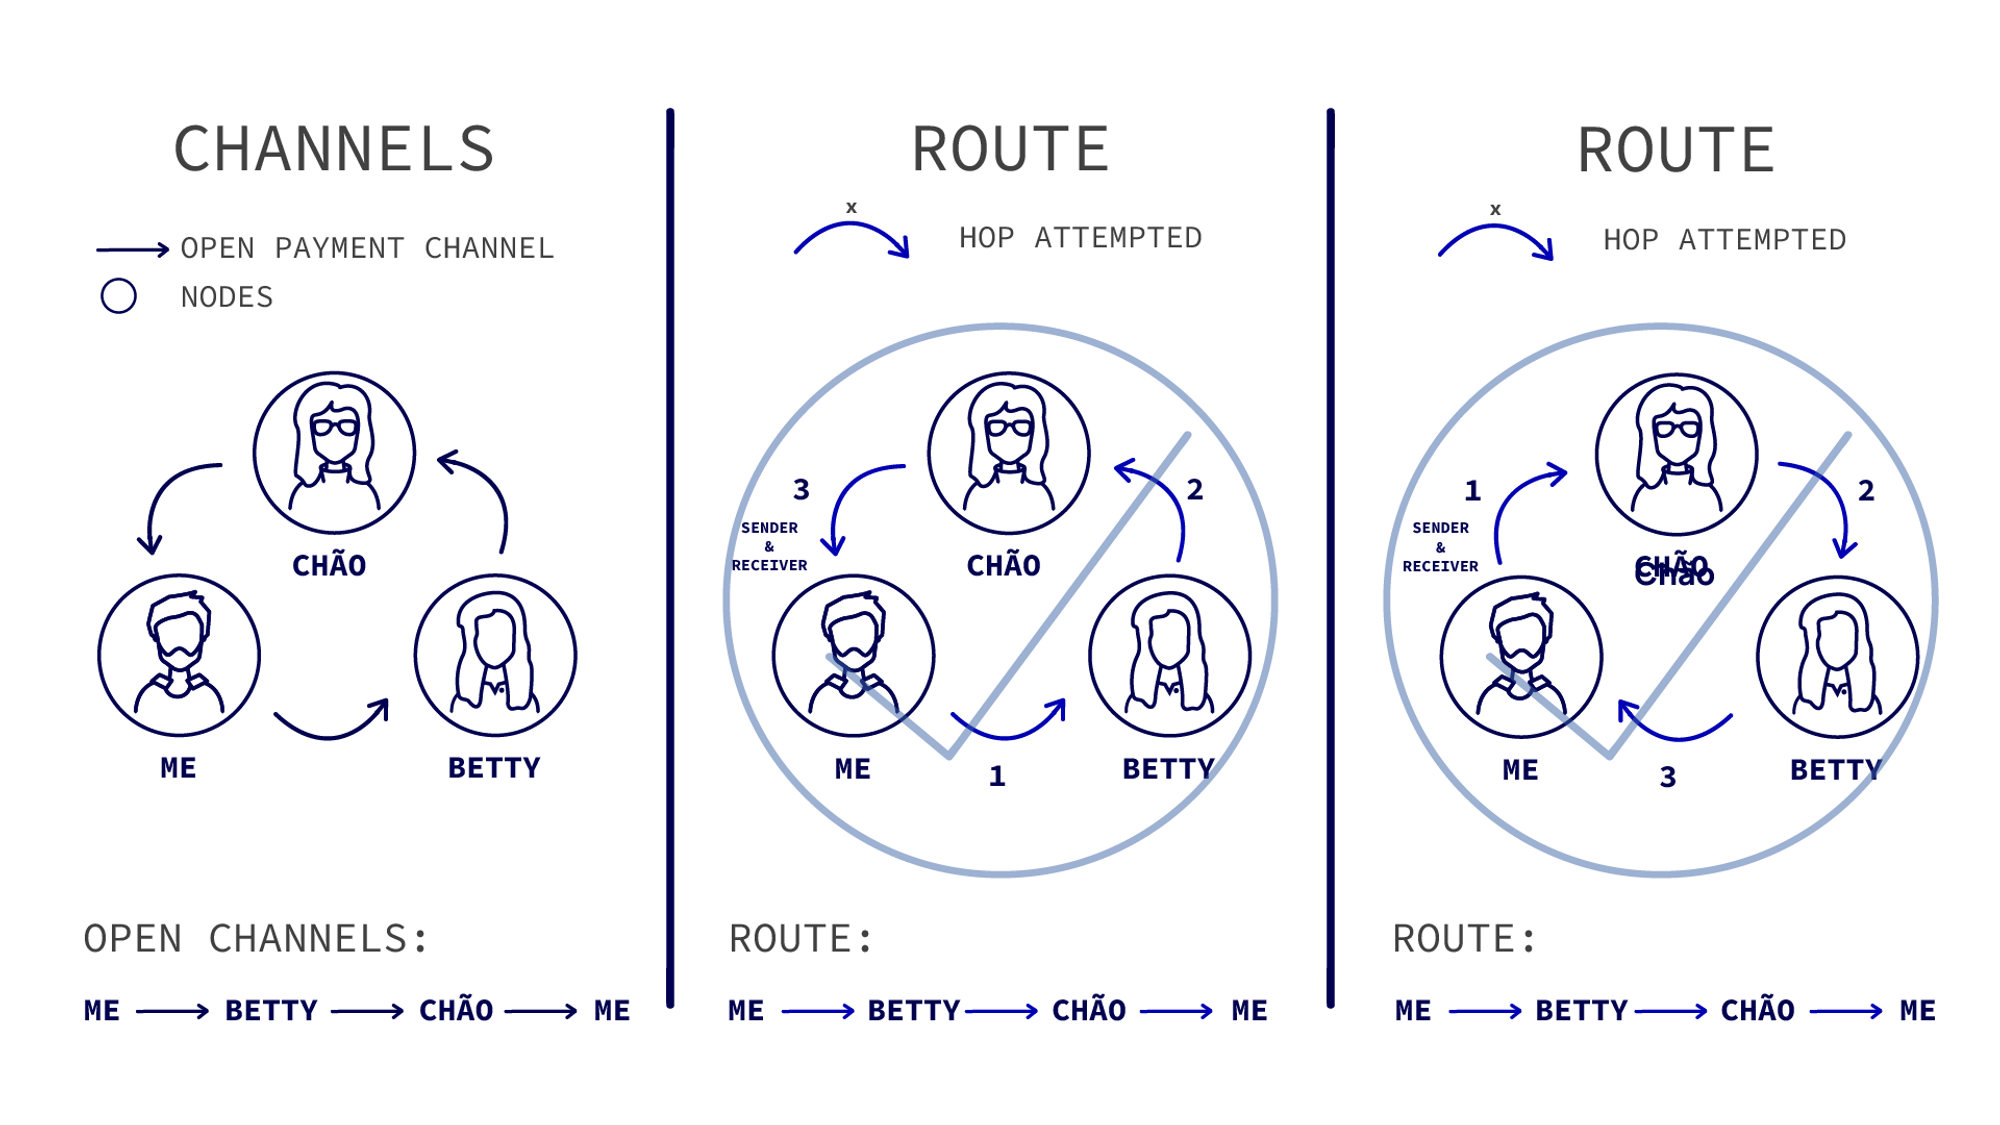 CHANNELS
OPEN PAYMENT CHANNEL
NODES
CHÃO
ME
BETTY
OPEN CHANNELS:
ME BETTY CHÃO ME
ROUTE
x
HOP ATTEMPTED
3
2
SENDER
&
RECEIVER
CHÃO
ME
BETTY
1
ROUTE:
ME BETTY CHÃO ME
ROUTE
x
HOP ATTEMPTED
1
2
SENDER
&
RECEIVER
CHÃO
Chão
ME
BETTY
3
ROUTE:
ME BETTY CHÃO ME